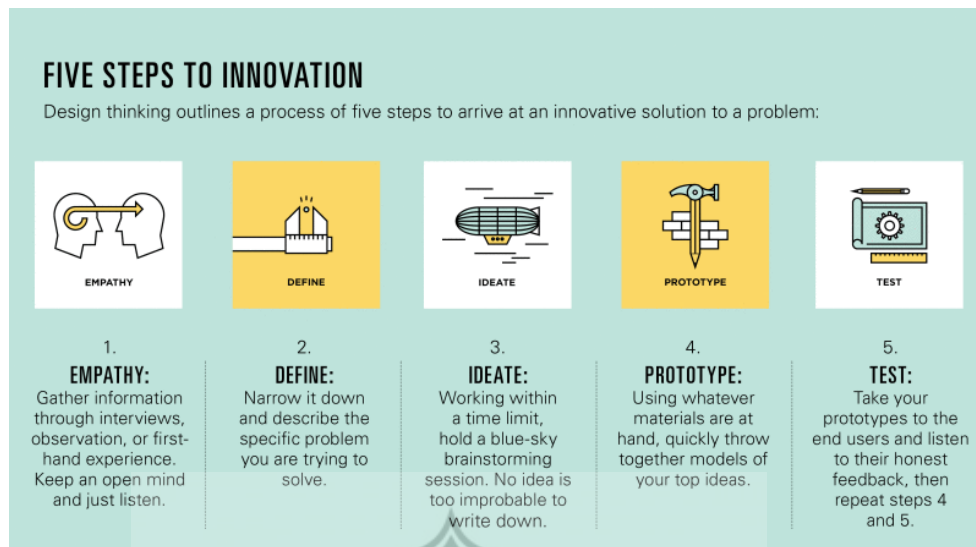 FIVE STEPS TO INNOVATION
Design thinking outlines a process of five steps to arrive at an innovative solution to a problem:
EMPATHY
DEFINE
IDEATE
PROTOTYPE
TEST
1.
EMPATHY:
Gather information
through interviews,
observation, or first-
hand experience.
Keep an open mind
and just listen.
2.
DEFINE:
Narrow it down
and describe the
specific problem
you are trying to
solve.
3.
IDEATE:
Working within
a time limit,
hold a blue-sky
brainstorming
session. No idea is
too improbable to
write down.
4.
PROTOTYPE:
Using whatever
materials are at
hand, quickly throw
together models of
your top ideas.
5.
TEST:
Take your
prototypes to the
end users and listen
to their honest
feedback, then
repeat steps 4
and 5.